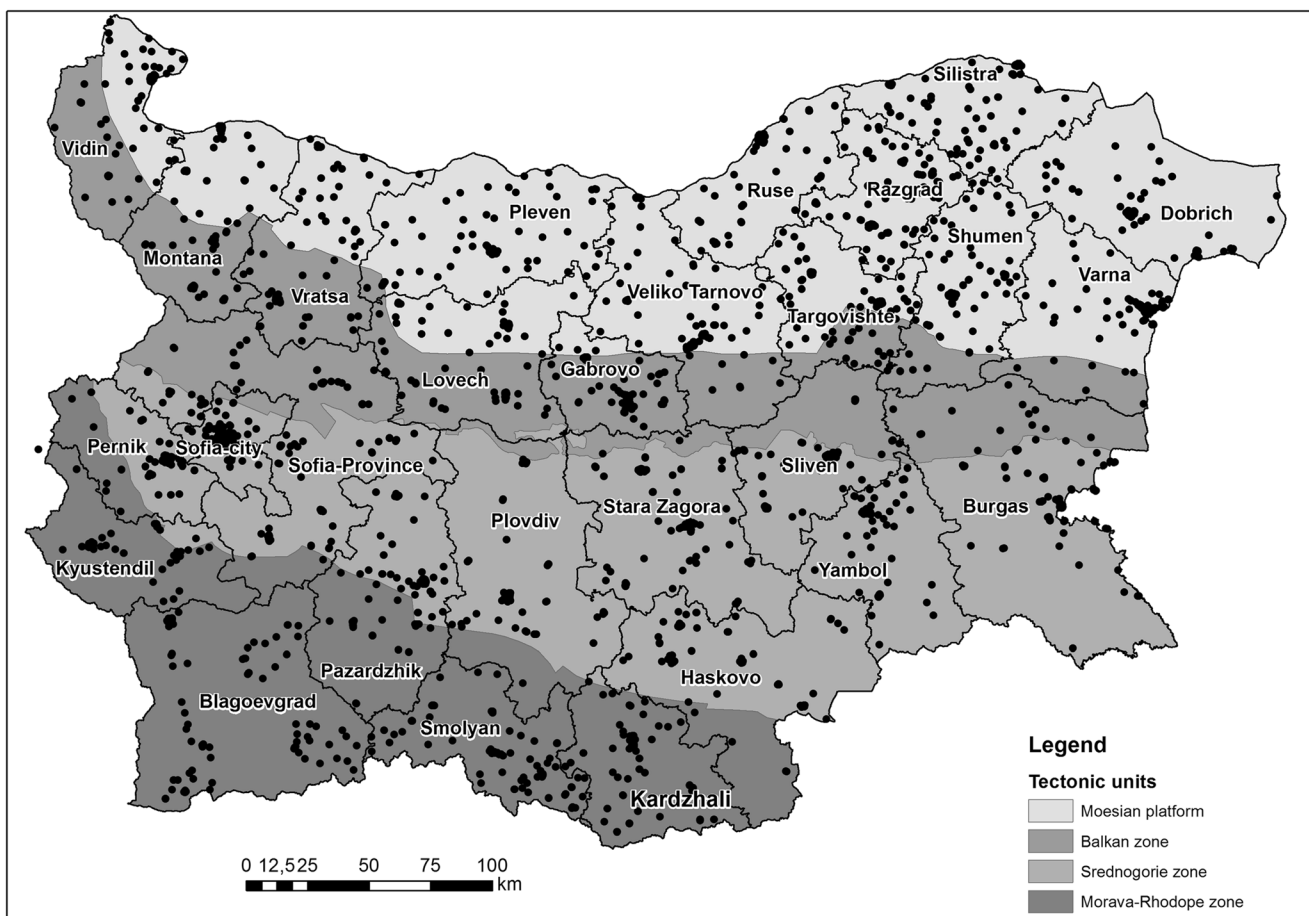 Silistra
Vidin
Ruse
Razgrad
Pleven
Dobrich
Shumen
Montana
Varna
Vratsa
Veliko Tarnovo
Targovishte
Lovech
Gabrovo
Pernik
Sofia-city
Sofia-Province
Sliven
Stara Zagora
Burgas
Plovdiv
Kyustendil
Yambol
Pazardzhik
Haskovo
Blagoevgrad
Smolyan
Kardzhali
Legend
Tectonic units
Moesian platform
Balkan zone
Srednogorie zone
Morava-Rhodope zone
0 12,525 50 75 100
km